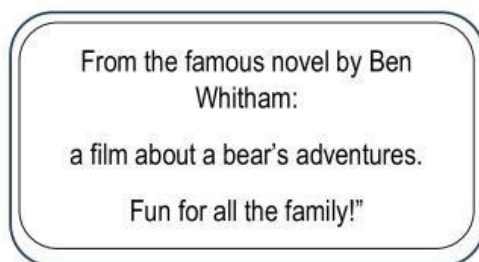 From the famous novel by Ben
Whitham:
a film about a bear’s adventures.
Fun for all the family!”